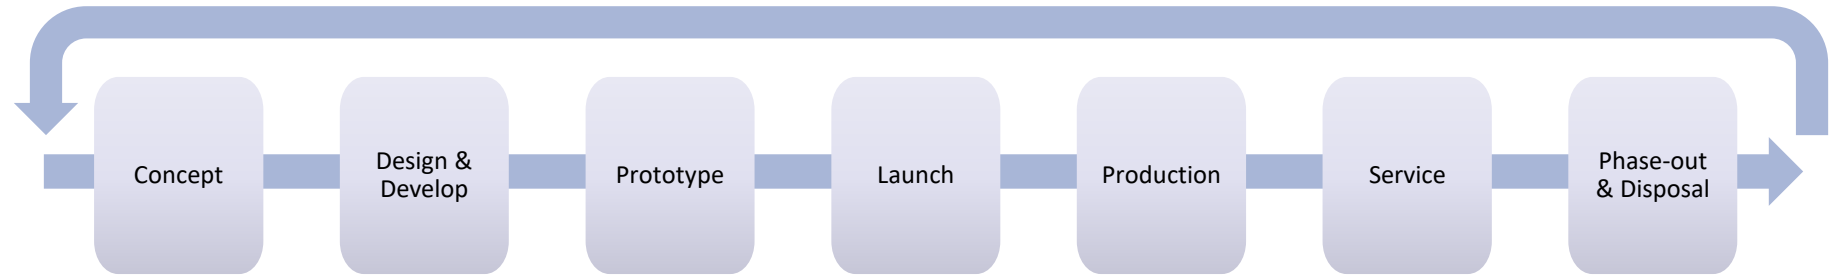 Concept
Design &
Develop
Prototype
Launch
Production
Service
Phase-out
& Disposal